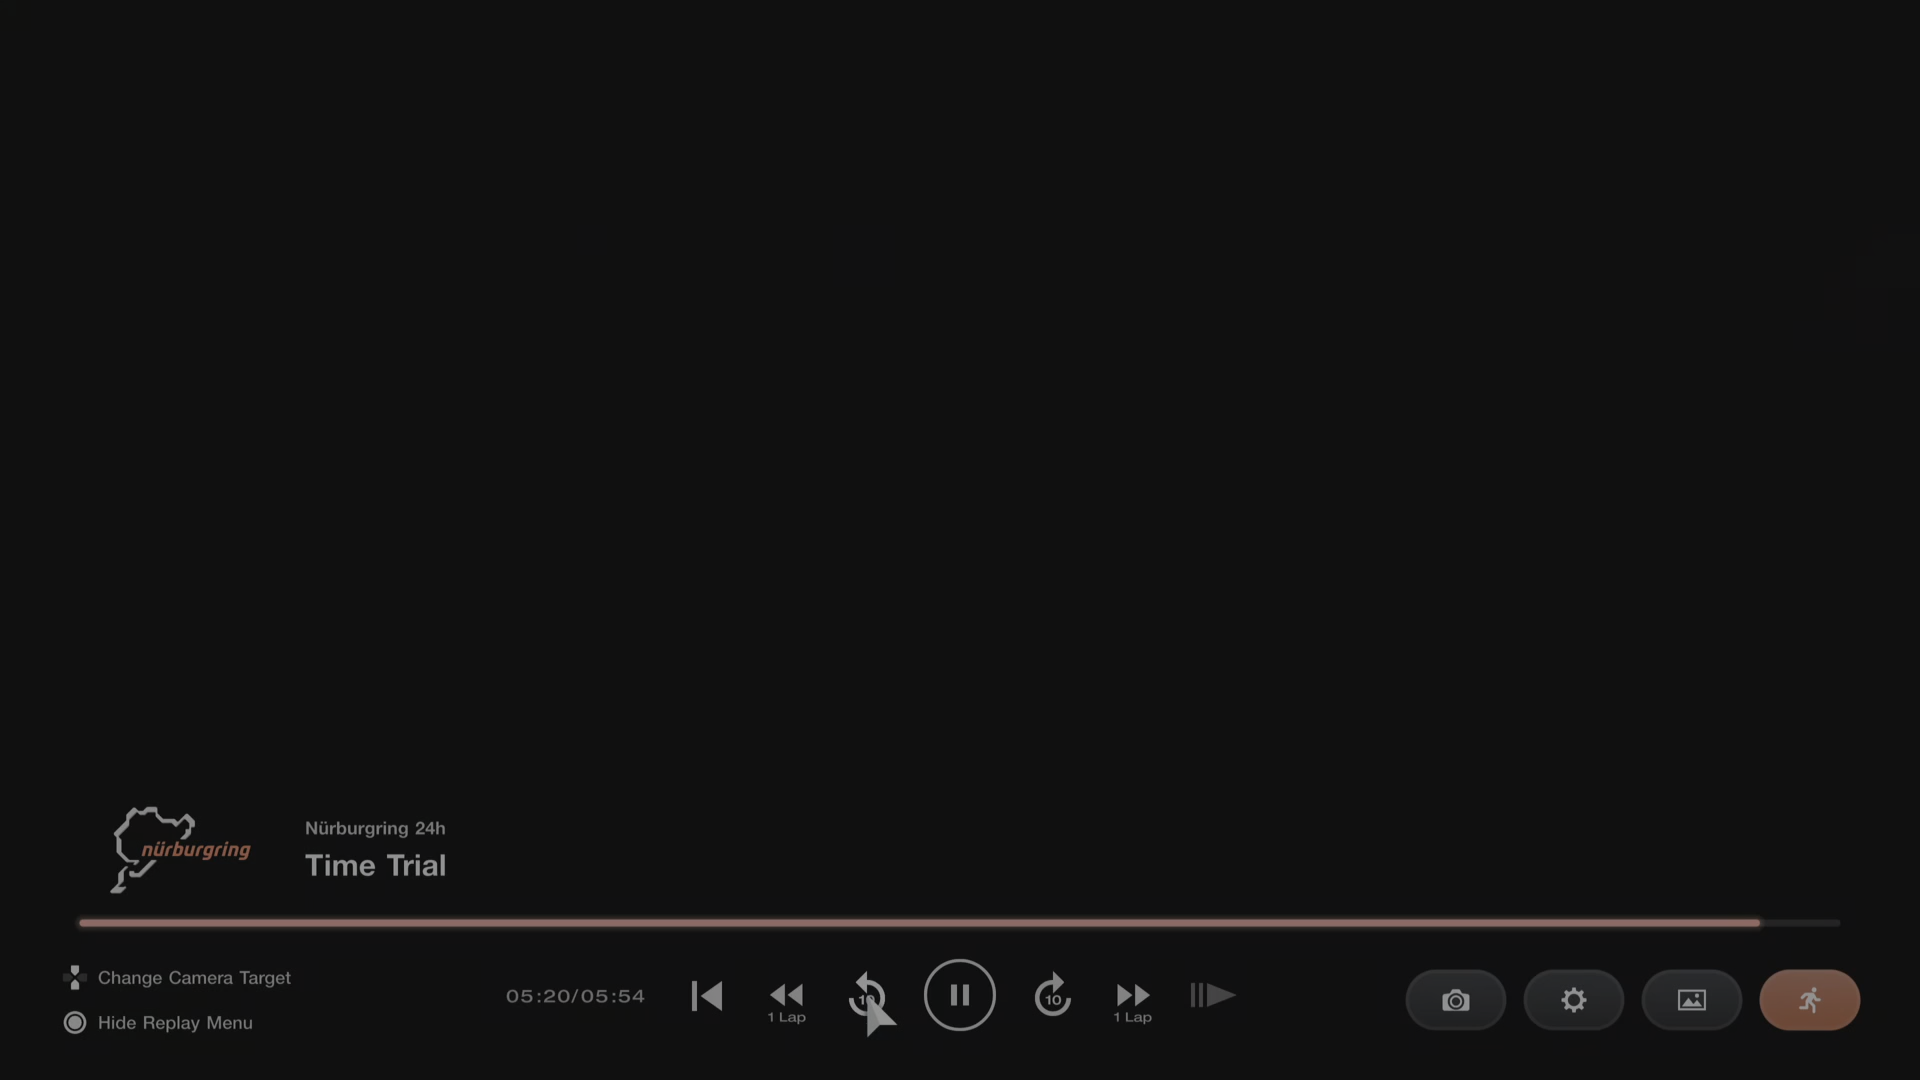 nürburgring
Nürburgring 24h
Time Trial
Change Camera Target
Hide Replay Menu
05:20/05:54
1 Lap
10
10
1 Lap